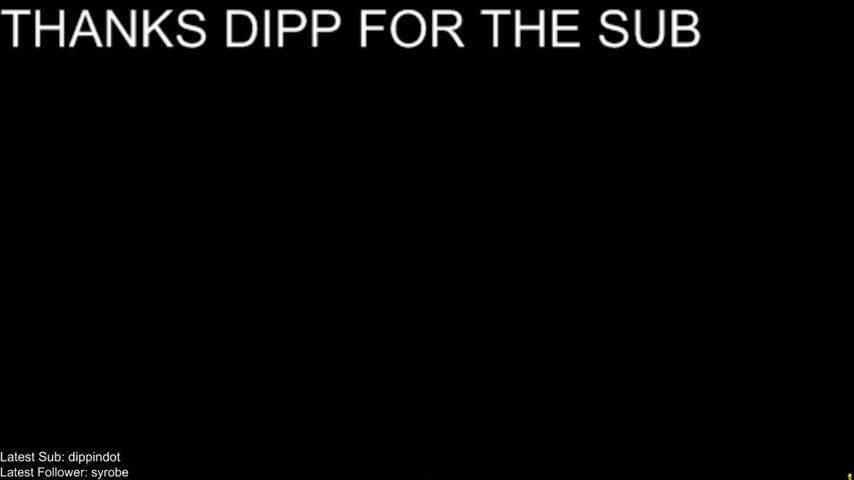 THANKS DIPP FOR THE SUB
Latest Sub: dippindot
Latest Follower: syrobe